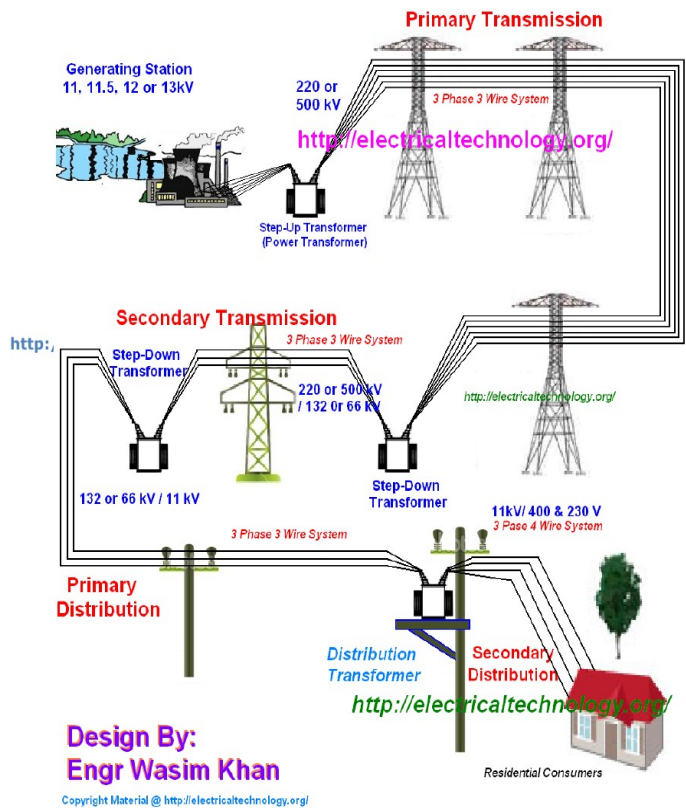 Primary Transmission
Generating Station
11, 11.5, 12 or 13kV
220 or
500 kV
3 Phase 3 Wire System
http://electricaltechnology.org/
Step-Up Transformer
(Power Transformer)
Secondary Transmission
http:/
3 Phase 3 Wire System
Step-Down
Transformer
220 or 500 kV
/ 132 0r 66 kV
http://electricaltechnology.org/
132 or 66 kV / 11 kV
Step-Down
Transformer
11kV/ 400 & 230 V
3 Pase 4 Wire System
3 Phase 3 Wire System
Primary
Distribution
Distribution
Transformer
Secondary
Distribution
http://electricaltechnology.org/
Design By:
Engr Wasim Khan
Residential Consumers
Copyright Material @ http://electricaltechnology.org/